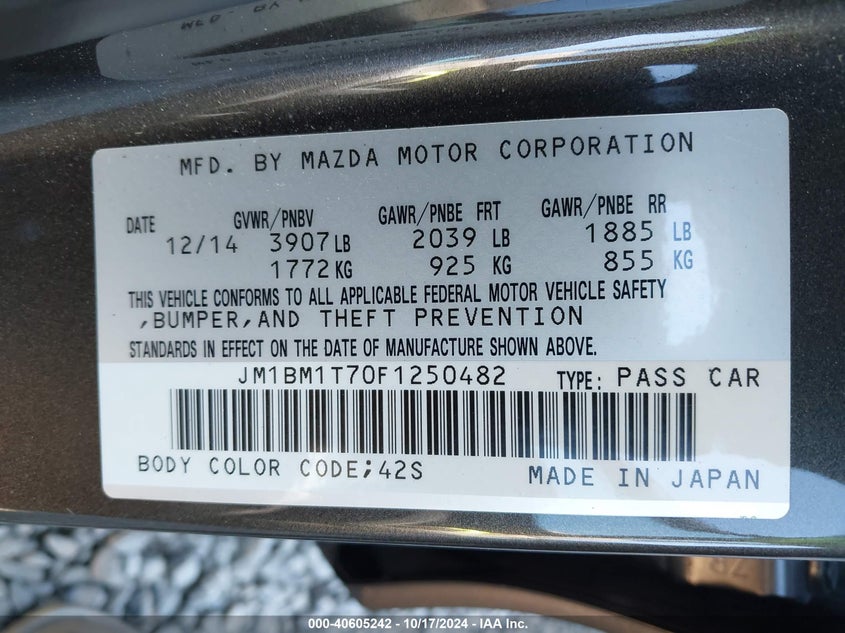 MFD. BY MAZDA MOTOR CORPORATION
DATE GVWR/PNBV GAWR/PNBE FRT GAWR/PNBE RR
12/14 3907 LB 2039 LB 1885 LB
1772 KG 925 KG 855 KG
THIS VEHICLE CONFORMS TO ALL APPLICABLE FEDERAL MOTOR VEHICLE SAFETY
,BUMPER,AND THEFT PREVENTION
STANDARDS IN EFFECT ON THE DATE OF MANUFACTURE SHOWN ABOVE.
JM1BM1T70F1250482 TYPE: PASS CAR
BODY COLOR CODE;42S MADE IN JAPAN
000-40605242 - 10/17/2024 - IAA Inc.